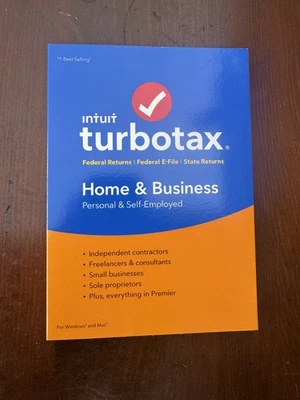 #1 Best Selling¹
intuit
turbotax®
Federal Returns | Federal E-File | State Returns
Home & Business
Personal & Self-Employed
• Independent contractors
• Freelancers & consultants
• Small businesses
• Sole proprietors
• Plus, everything in Premier
For Windows® and Mac®